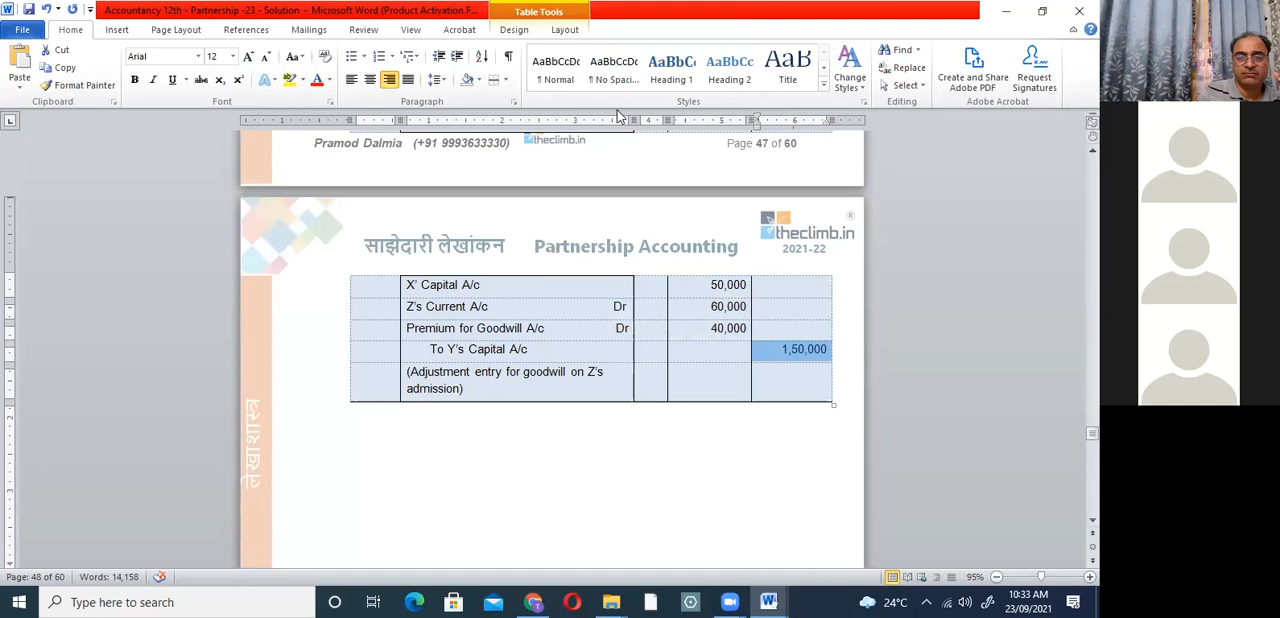 Accountancy 12th - Partnership -23 - Solution - Microsoft Word (Product Activation F...
Table Tools
File
Home
Insert
Page Layout
References
Mailings
Review
View
Acrobat
Design
Layout
Paste
Cut
Copy
Format Painter
Clipboard
Arial
12
Font
Paragraph
AaBbCcDc
¶ Normal
AaBbCcDc
¶ No Spaci...
AaBbC
Heading 1
AaBbCc
Heading 2
AaB
Title
Change Styles
Styles
Find
Replace
Select
Editing
Create and Share Adobe PDF
Request Signatures
Adobe Acrobat
Pramod Dalmia (+91 9993633330)
theclimb.in
Page 47 of 60
साझेदारी लेखांकन Partnership Accounting
theclimb.in ®
2021-22
X' Capital A/c 50,000
Z's Current A/c Dr 60,000
Premium for Goodwill A/c Dr 40,000
To Y's Capital A/c 1,50,000
(Adjustment entry for goodwill on Z's
admission)
लेखाशास्त्र
Page: 48 of 60 Words: 14,158 95%
Type here to search
24°C
10:33 AM
23/09/2021